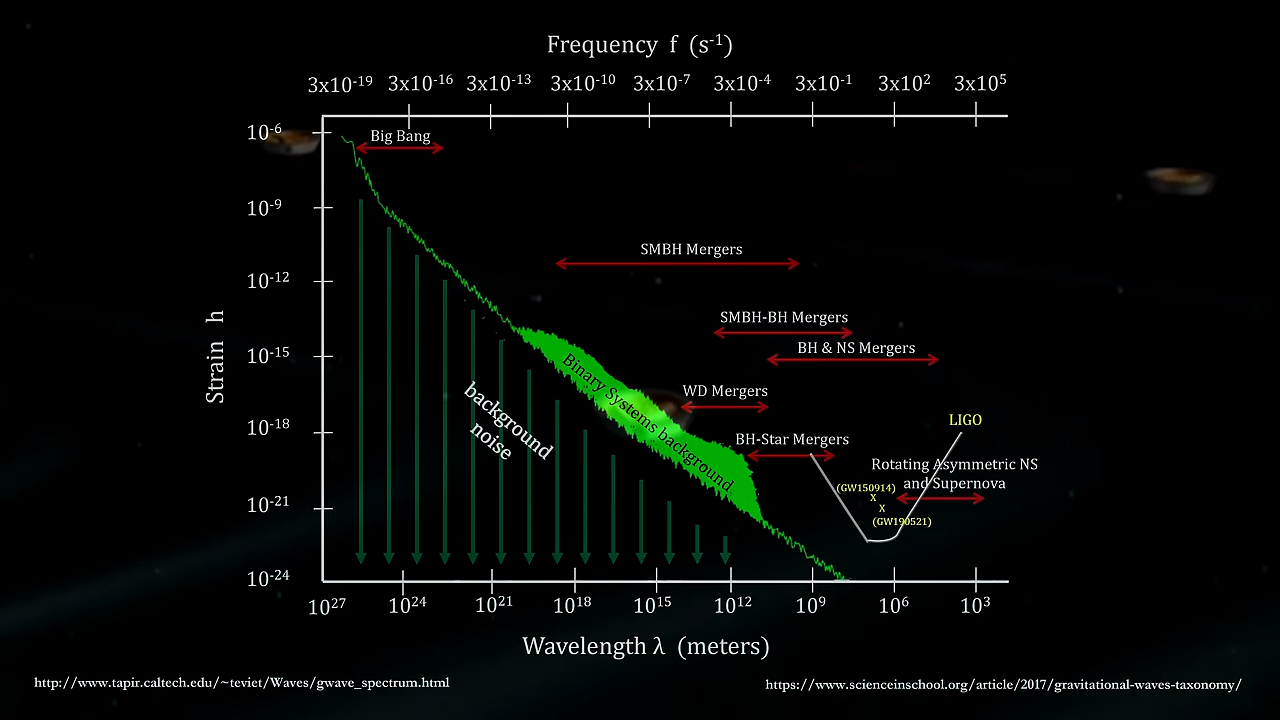 Frequency f (s⁻¹)
3x10⁻¹⁹ 3x10⁻¹⁶ 3x10⁻¹³ 3x10⁻¹⁰ 3x10⁻⁷ 3x10⁻⁴ 3x10⁻¹ 3x10² 3x10⁵
10⁻⁶
Big Bang
10⁻⁹
SMBH Mergers
10⁻¹²
SMBH-BH Mergers
Strain h
BH & NS Mergers
10⁻¹⁵
Binary Systems background
WD Mergers
background
noise
10⁻¹⁸
LIGO
BH-Star Mergers
Rotating Asymmetric NS
and Supernova
(GW150914)
X
X
10⁻²¹
(GW190521)
10⁻²⁴
10²⁷ 10²⁴ 10²¹ 10¹⁸ 10¹⁵ 10¹² 10⁹ 10⁶ 10³
Wavelength λ (meters)
http://www.tapir.caltech.edu/~teviet/Waves/gwave_spectrum.html
https://www.scienceinschool.org/article/2017/gravitational-waves-taxonomy/